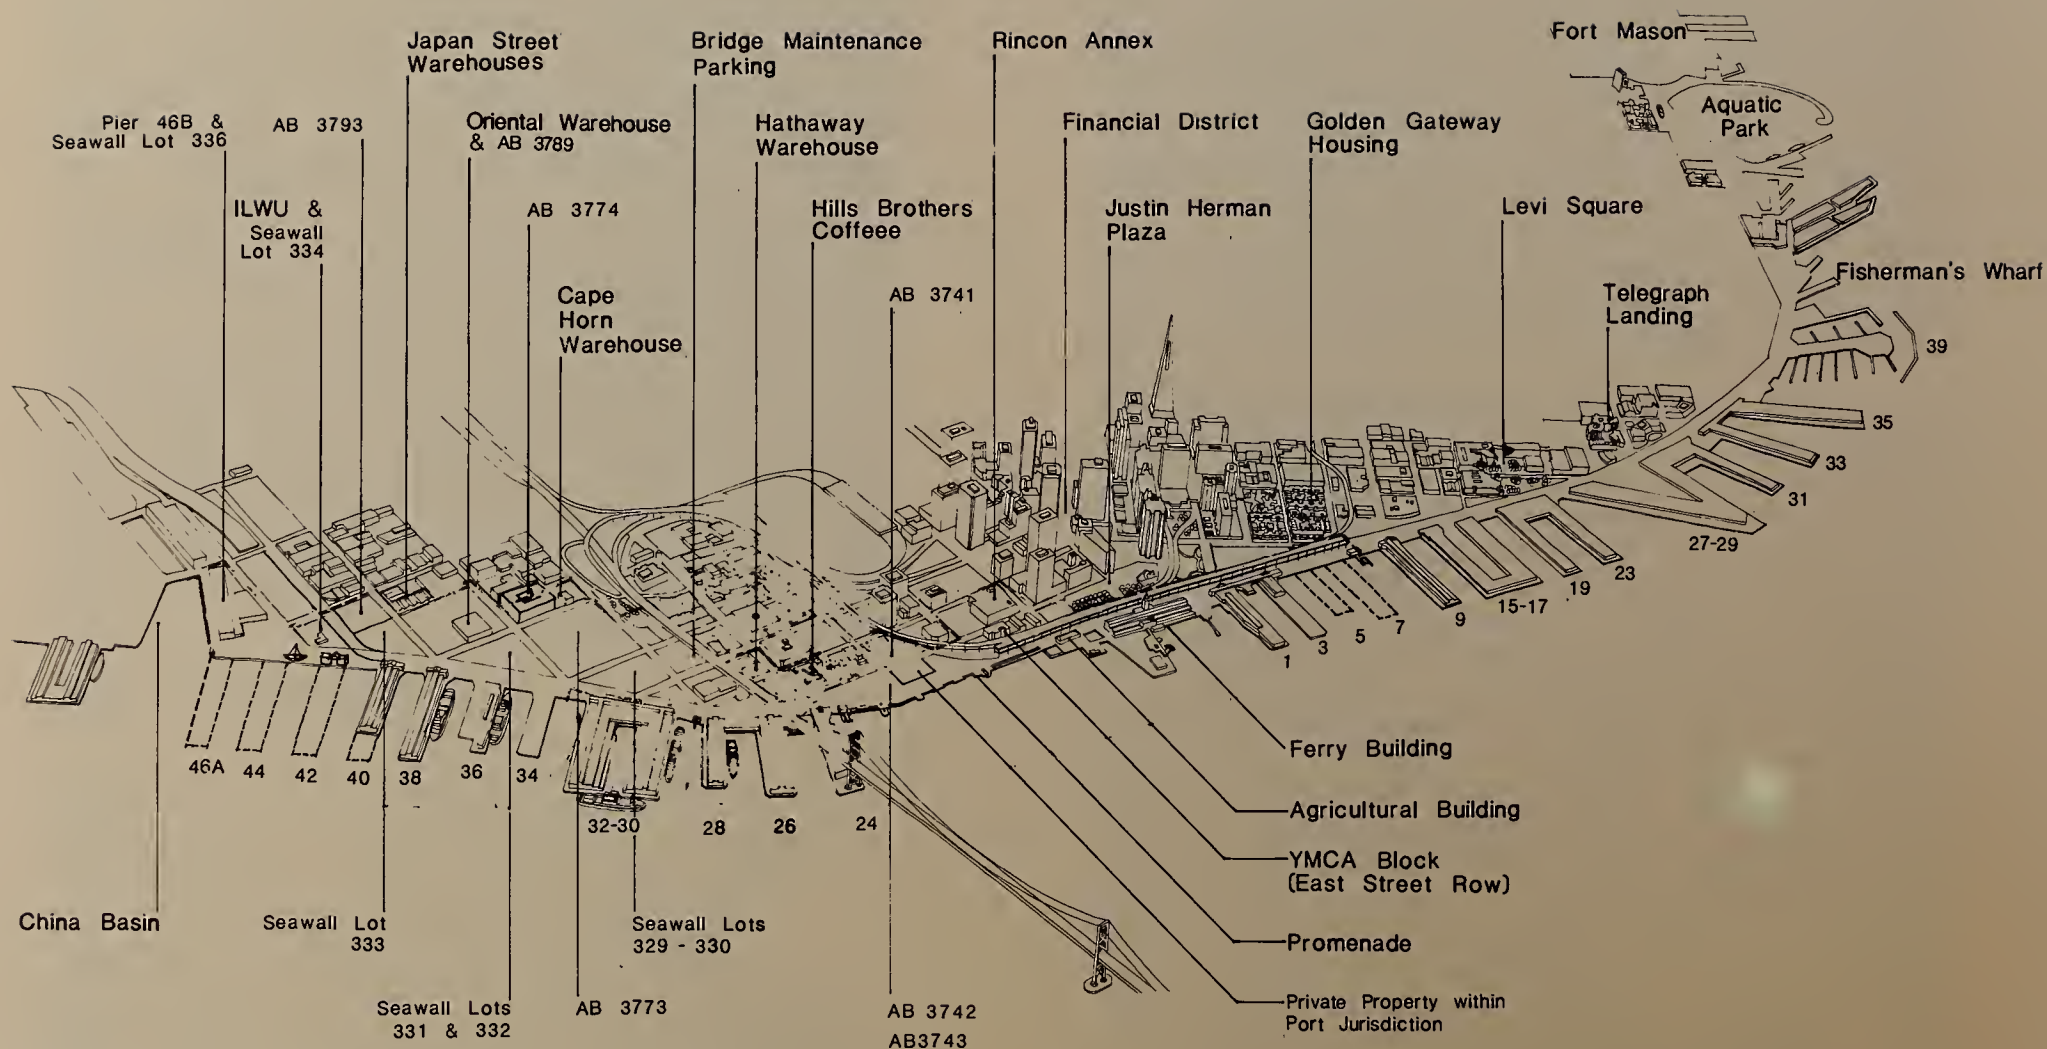 Fort Mason
Japan Street
Warehouses
Bridge Maintenance
Parking
Rincon Annex
Aquatic
Park
Pier 46B &
Seawall Lot 336
AB 3793
Oriental Warehouse
& AB 3789
Hathaway
Warehouse
Financial District
Golden Gateway
Housing
ILWU &
Seawall
Lot 334
AB 3774
Hills Brothers
Coffeee
Justin Herman
Plaza
Levi Square
Fisherman's Wharf
Cape
Horn
Warehouse
AB 3741
Telegraph
Landing
39
35
33
31
27-29
23
19
15-17
9
7
5
3
1
46A
44
42
40
38
36
34
32-30
28
26
24
Ferry Building
Agricultural Building
YMCA Block
(East Street Row)
Promenade
Private Property within
Port Jurisdiction
China Basin
Seawall Lot
333
Seawall Lots
329 - 330
Seawall Lots
331 & 332
AB 3773
AB 3742
AB3743